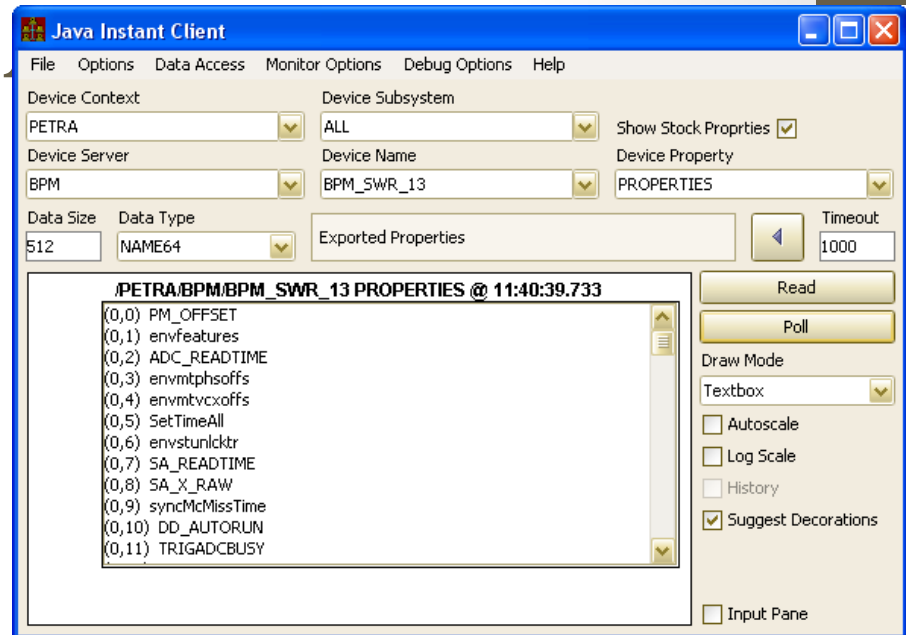 Java Instant Client
File Options Data Access Monitor Options Debug Options Help
Device Context Device Subsystem
PETRA ALL Show Stock Proprties
Device Server Device Name Device Property
BPM BPM_SWR_13 PROPERTIES
Data Size Data Type Timeout
512 NAME64 Exported Properties 1000
/PETRA/BPM/BPM_SWR_13 PROPERTIES @ 11:40:39.733 Read
(0,0) PM_OFFSET
(0,1) envfeatures Poll
(0,2) ADC_READTIME
(0,3) envmtphsoffs Draw Mode
(0,4) envmtvcxoffs Textbox
(0,5) SetTimeAll Autoscale
(0,6) envstunlcktr
(0,7) SA_READTIME Log Scale
(0,8) SA_X_RAW History
(0,9) syncMcMissTime
(0,10) DD_AUTORUN Suggest Decorations
(0,11) TRIGADCBUSY
Input Pane